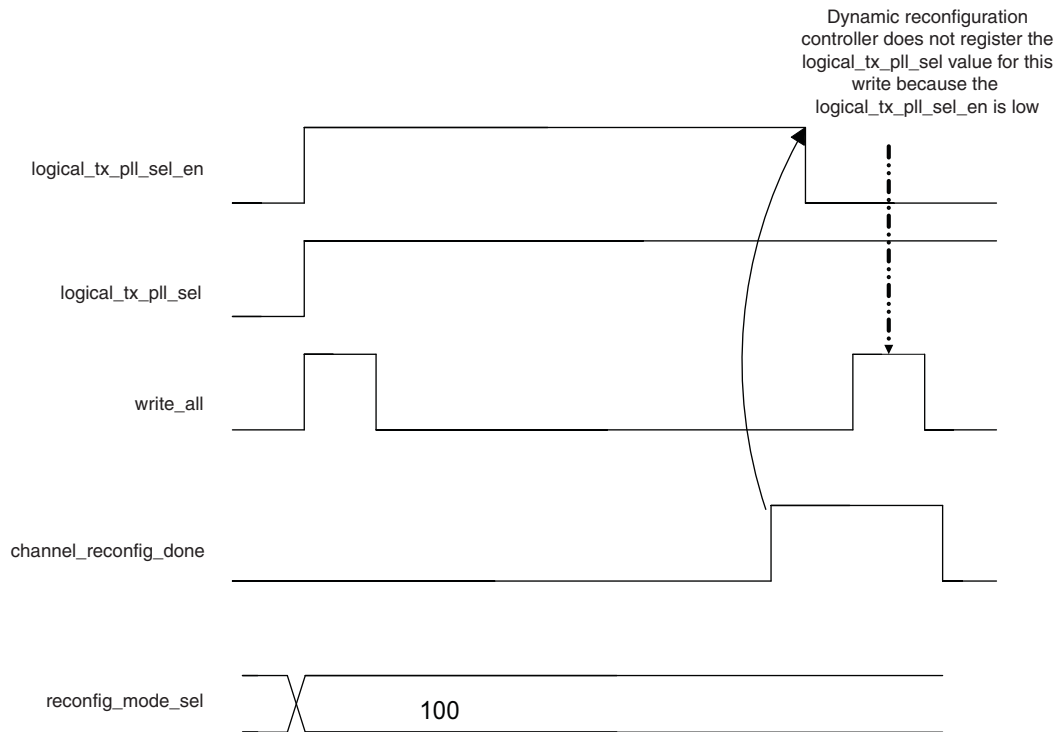 Dynamic reconfiguration
controller does not register the
logical_tx_pll_sel value for this
write because the
logical_tx_pll_sel_en is low
logical_tx_pll_sel_en
logical_tx_pll_sel
write_all
channel_reconfig_done
reconfig_mode_sel
100